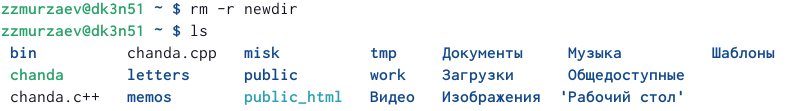 zzmurzaev@dk3n51 ~ $ rm -r newdir
zzmurzaev@dk3n51 ~ $ ls
bin chanda.cpp misk tmp Документы Музыка Шаблоны
chanda letters public work Загрузки Общедоступные
chanda.c++ memos public_html Видео Изображения 'Рабочий стол'